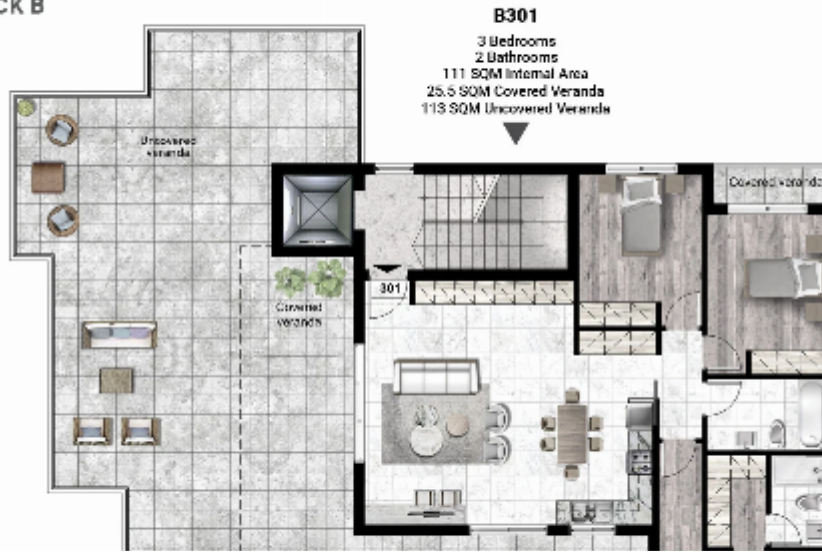 CK B
B301
3 Bedrooms
2 Bathrooms
111 SQM Internal Area
25.5 SQM Covered Veranda
113 SQM Uncovered Veranda
Uncovered
veranda
Covered veranda
301
Covered
veranda